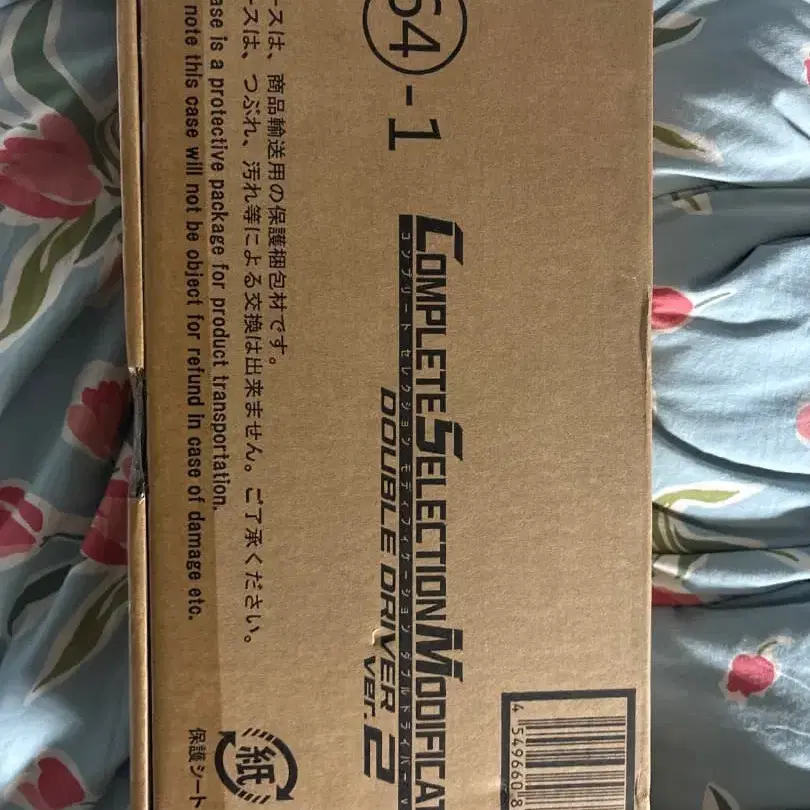 64-1
COMPLETE SELECTION MODIFICAT
コンプリート セレクション モディフィケーション ダブルドライバー v
DOUBLE DRIVER ver.2
ースは、商品輸送用の保護梱包材です。
ースは、つぶれ、汚れ等による交換は出来ません。ご了承ください。
ase is a protective package for product transportation.
note this case will not be object for refund in case of damage etc.
紙
保護シート
4 549660 8